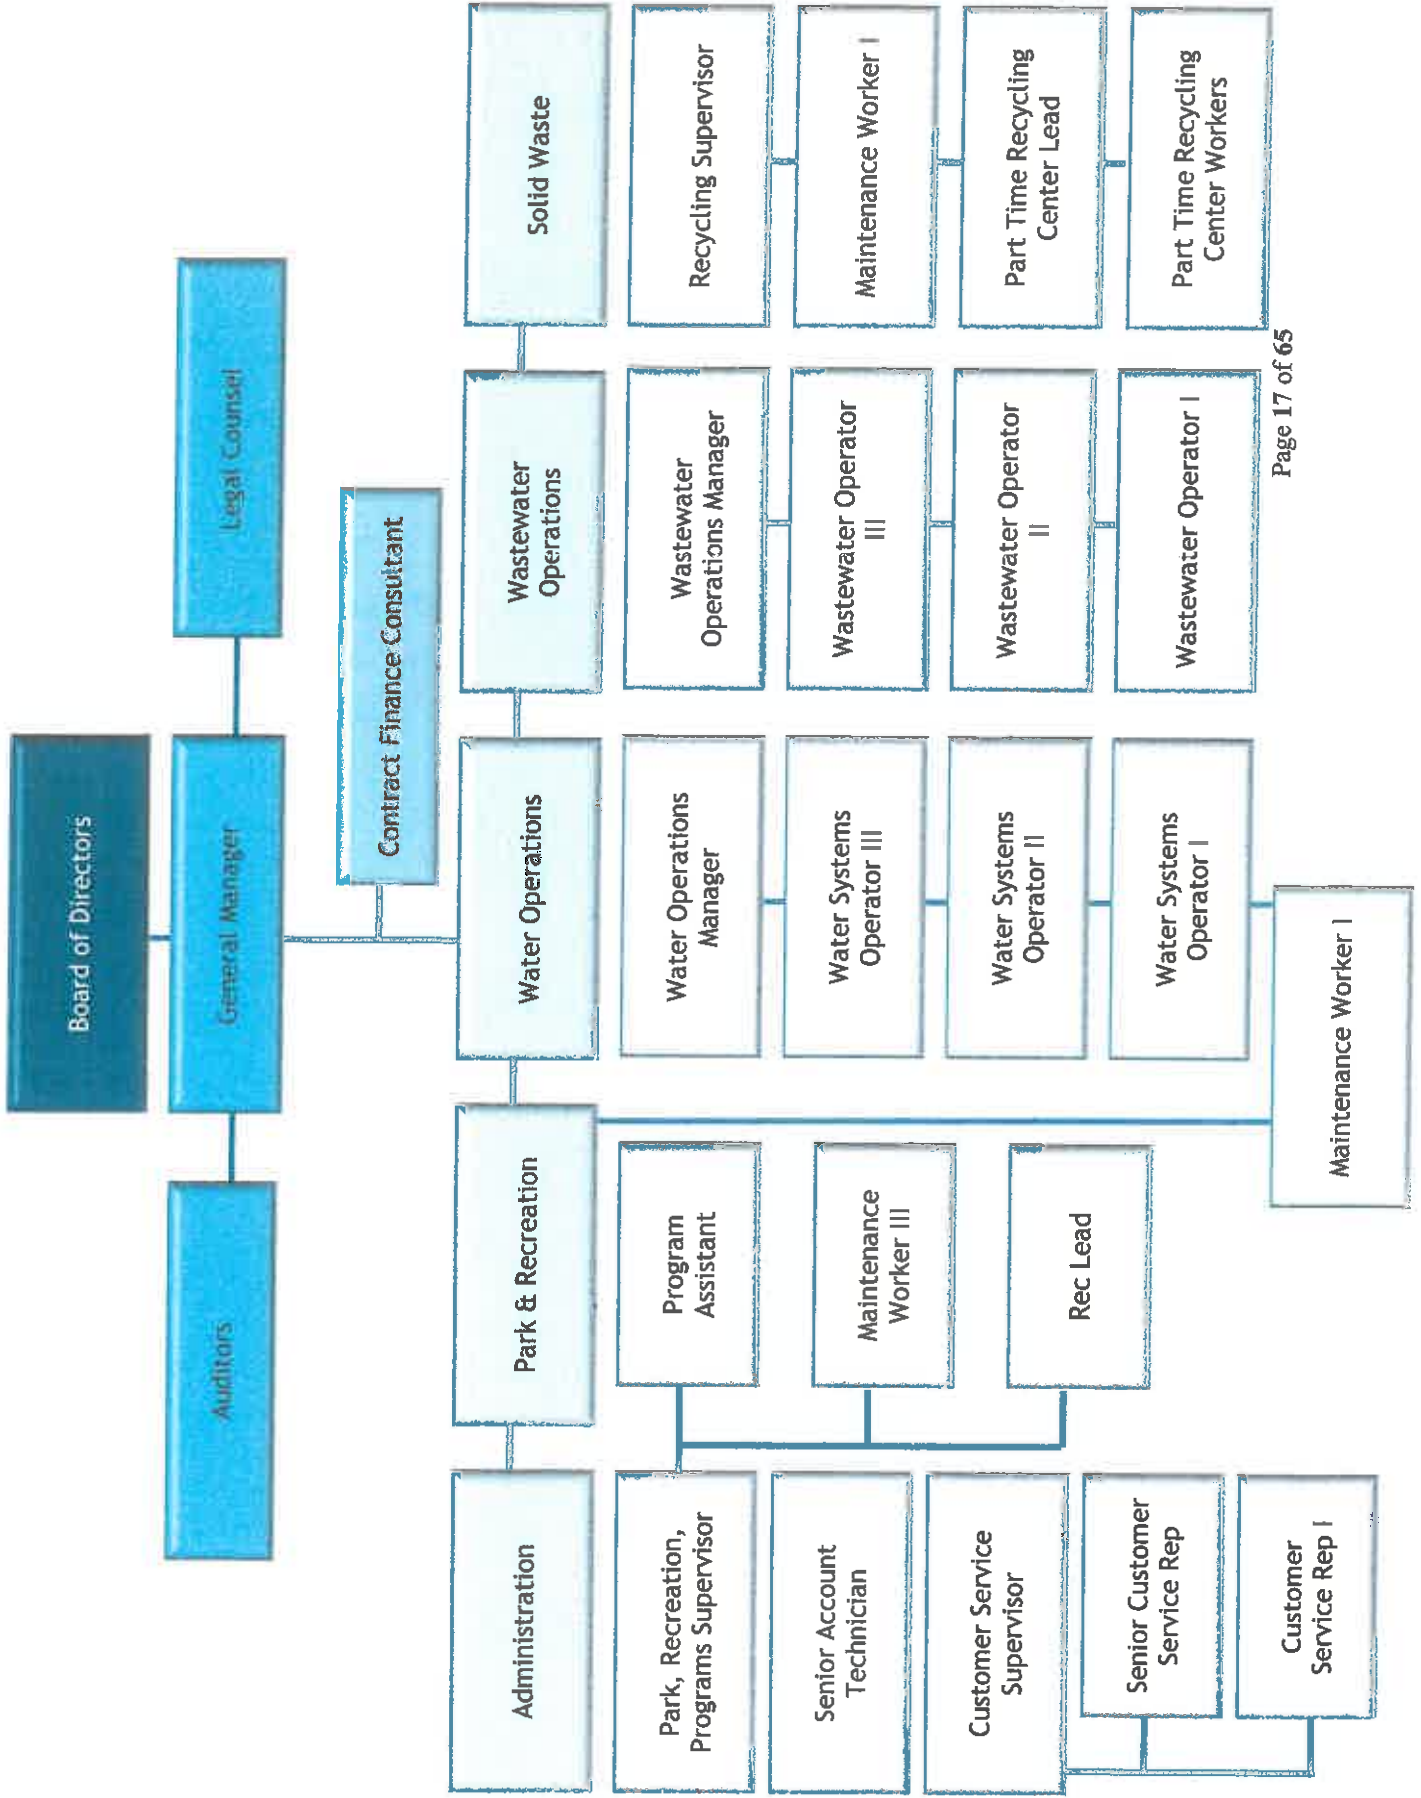 Board of Directors
Auditors
General Manager
Legal Counsel
Contract Finance Consultant
Administration
Park & Recreation
Water Operations
Wastewater
Operations
Solid Waste
Park, Recreation,
Programs Supervisor
Program
Assistant
Water Operations
Manager
Wastewater
Operations Manager
Recycling Supervisor
Senior Account
Technician
Maintenance
Worker III
Water Systems
Operator III
Wastewater Operator
III
Maintenance Worker I
Customer Service
Supervisor
Rec Lead
Water Systems
Operator II
Wastewater Operator
II
Part Time Recycling
Center Lead
Senior Customer
Service Rep
Water Systems
Operator I
Wastewater Operator I
Part Time Recycling
Center Workers
Customer
Service Rep I
Maintenance Worker I
Page 17 of 65